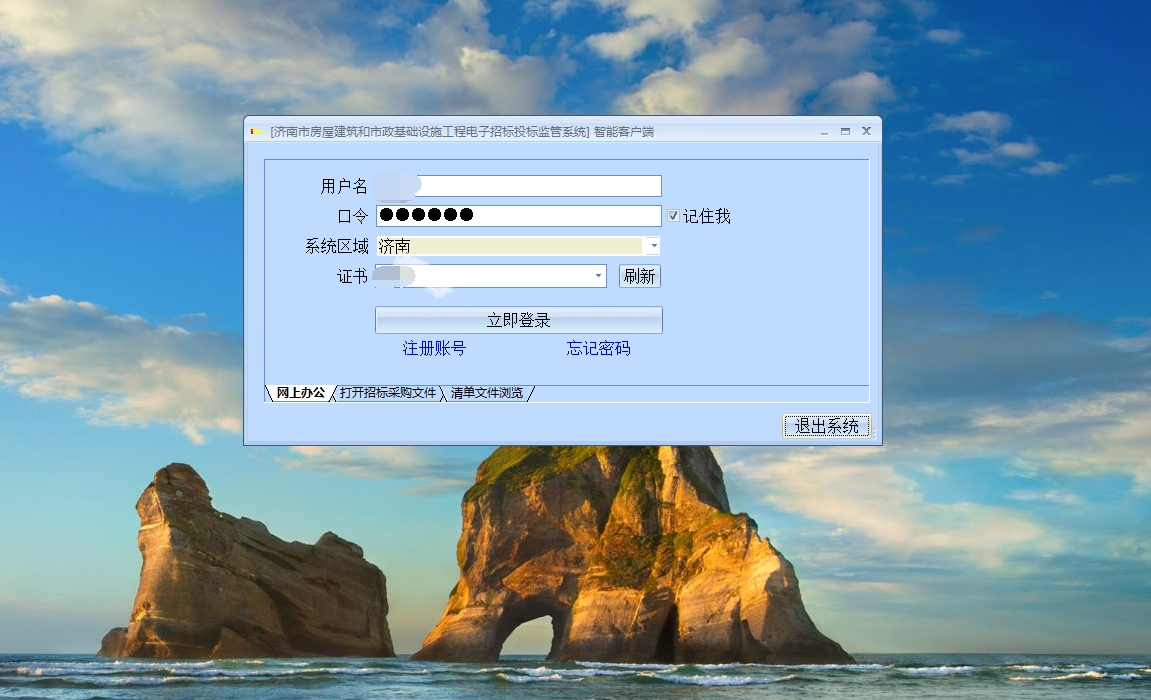 [济南市房屋建筑和市政基础设施工程电子招标投标监管系统] 智能客户端
用户名
口令 ●●●●●● 记住我
系统区域 济南
证书 刷新
立即登录
注册账号 忘记密码
网上办公 打开招标采购文件 清单文件浏览
退出系统